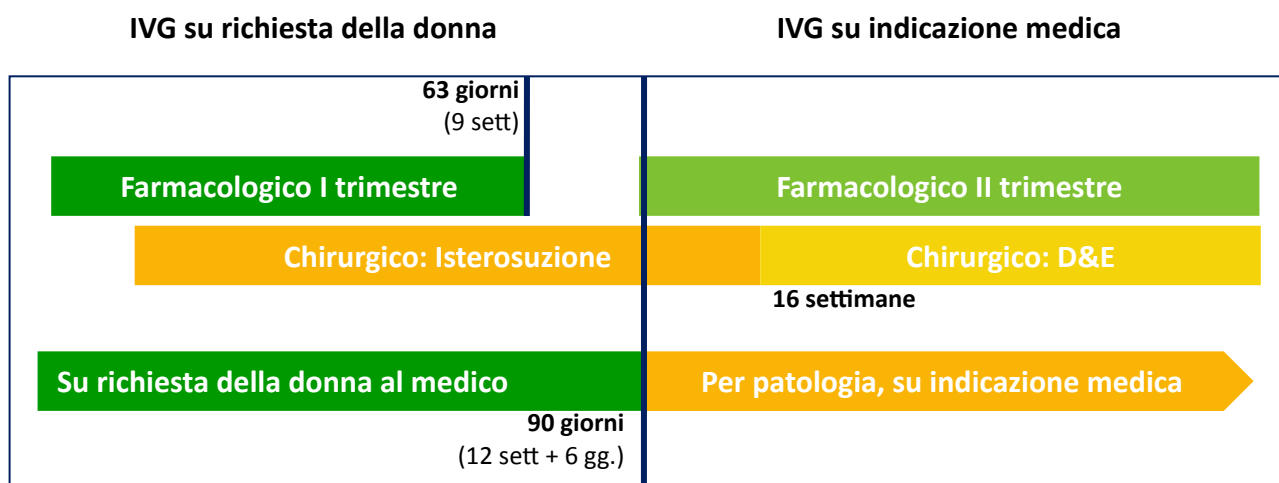 IVG su richiesta della donna
IVG su indicazione medica
63 giorni
(9 sett)
Farmacologico I trimestre
Farmacologico II trimestre
Chirurgico: Isterosuzione
Chirurgico: D&E
16 settimane
Su richiesta della donna al medico
Per patologia, su indicazione medica
90 giorni
(12 sett + 6 gg.)